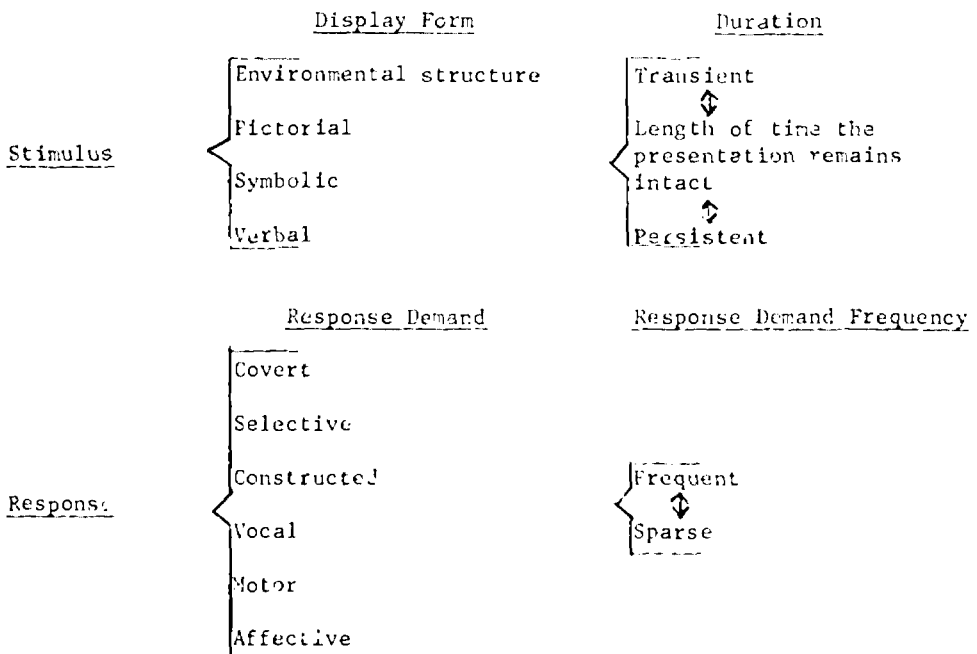 Display Form Duration
Environmental structure Transient
Pictorial Length of time the
Stimulus presentation remains
Symbolic intact
Verbal Persistent
Response Demand Response Demand Frequency
Covert
Selective
Constructed Frequent
Response
Vocal Sparse
Motor
Affective